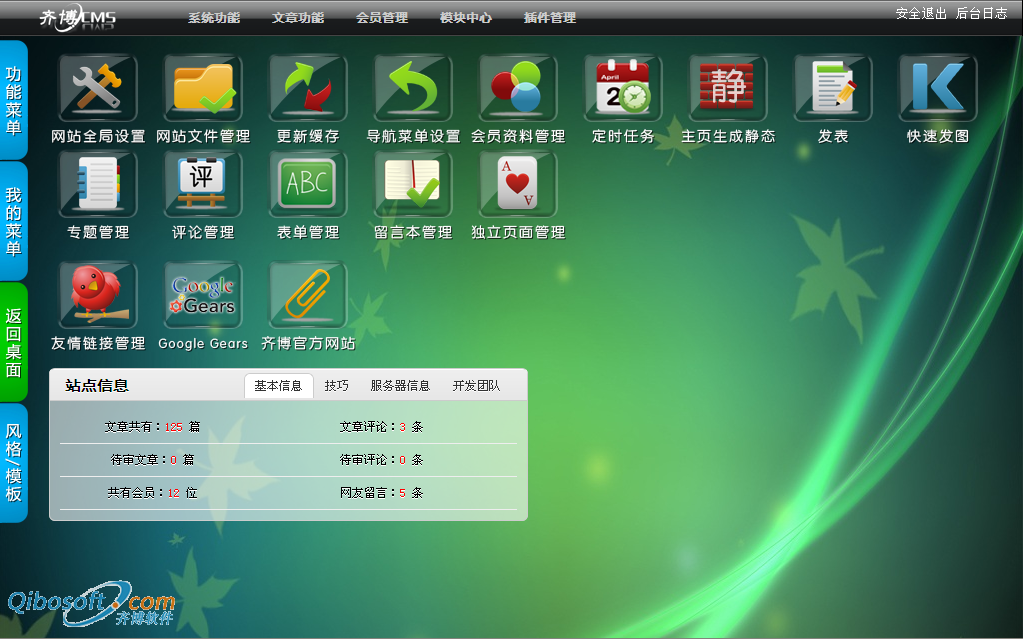 齐博CMS 系统功能 文章功能 会员管理 模块中心 插件管理 安全退出 后台日志
功能菜单
我的菜单
返回桌面
风格/模板
April
2
静
网站全局设置 网站文件管理 更新缓存 导航菜单设置 会员资料管理 定时任务 主页生成静态 发表 快速发图
评
ABC
A
A
专题管理 评论管理 表单管理 留言本管理 独立页面管理
Google
Gears
友情链接管理 Google Gears 齐博官方网站
站点信息 基本信息 技巧 服务器信息 开发团队
文章共有：125 篇 文章评论：3 条
待审文章：0 篇 待审评论：0 条
共有会员：12 位 网友留言：5 条
Qibosoft.com
齐博软件